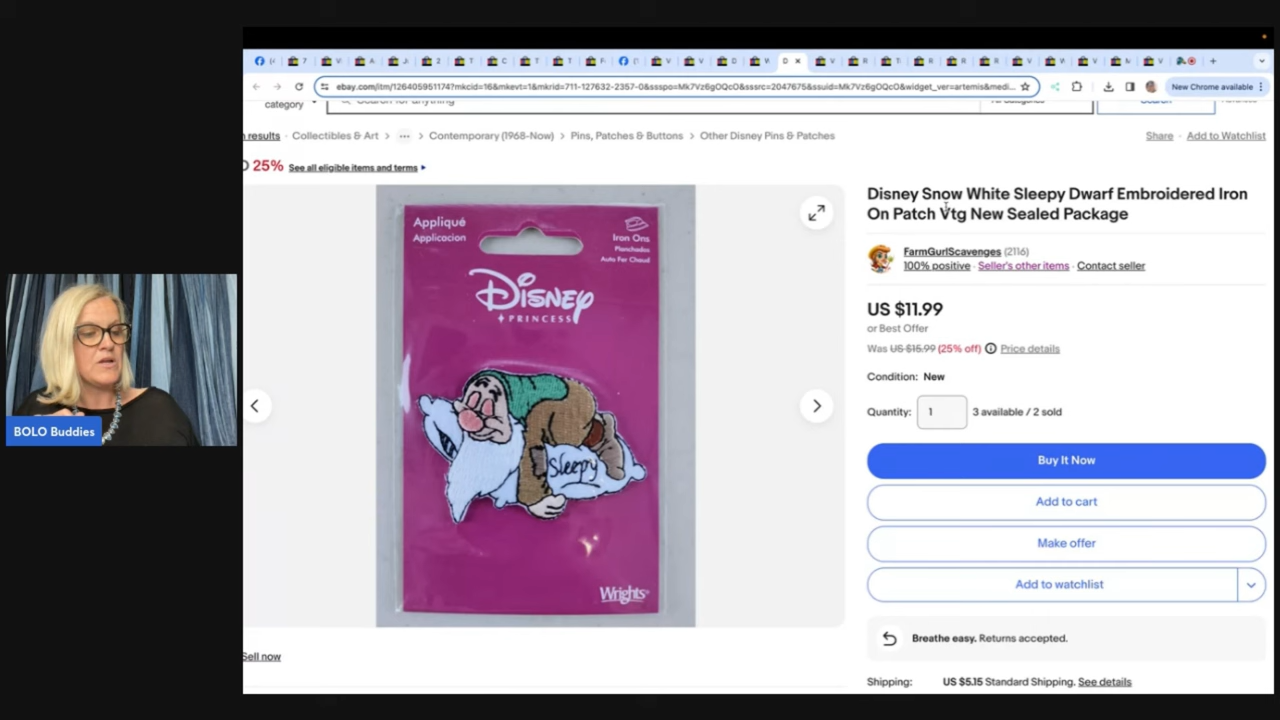 ebay.com/itm/126405951174?mkcid=16&mkevt=1&mkrid=711-127632-2357-0&ssspo=Mk7Vz6gOQcO&sssrc=2047675&ssuid=Mk7Vz6gOQcO&widget_ver=artemis&medi...
New Chrome available
category
n results
Collectibles & Art > ... > Contemporary (1968-Now) > Pins, Patches & Buttons > Other Disney Pins & Patches
Share
Add to Watchlist
25% See all eligible items and terms
Disney Snow White Sleepy Dwarf Embroidered Iron
On Patch Vtg New Sealed Package
Appliqué
Applicacion
Iron Ons
Planchados
Auto Fer Chaud
Disney
PRINCESS
Sleepy
Wrights
FarmGurlScavenges (2116)
100% positive · Seller's other items · Contact seller
US $11.99
or Best Offer
Was US $15.99 (25% off) Price details
Condition: New
Quantity: 1 3 available / 2 sold
Buy It Now
Add to cart
Make offer
Add to watchlist
Breathe easy. Returns accepted.
Sell now
Shipping: US $5.15 Standard Shipping. See details
BOLO Buddies